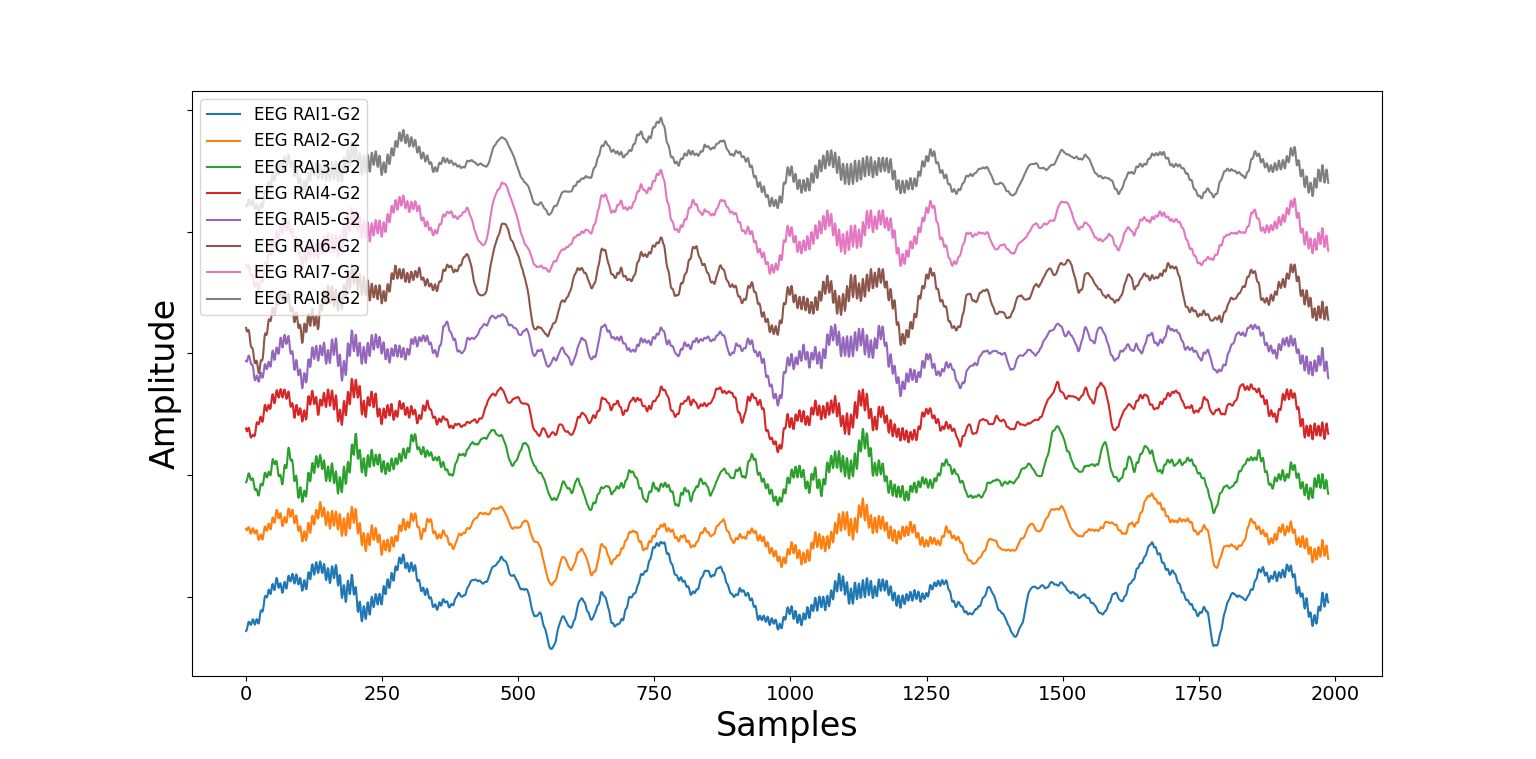 EEG RAI1-G2
EEG RAI2-G2
EEG RAI3-G2
EEG RAI4-G2
EEG RAI5-G2
EEG RAI6-G2
EEG RAI7-G2
EEG RAI8-G2
Amplitude
0 250 500 750 1000 1250 1500 1750 2000
Samples